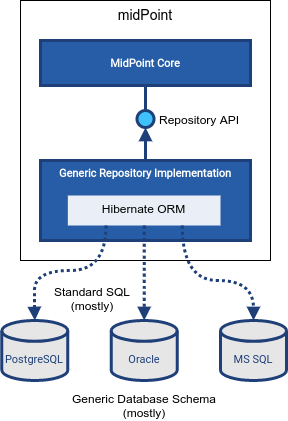 midPoint
MidPoint Core
Repository API
Generic Repository Implementation
Hibernate ORM
Standard SQL
(mostly)
PostgreSQL
Oracle
MS SQL
Generic Database Schema
(mostly)